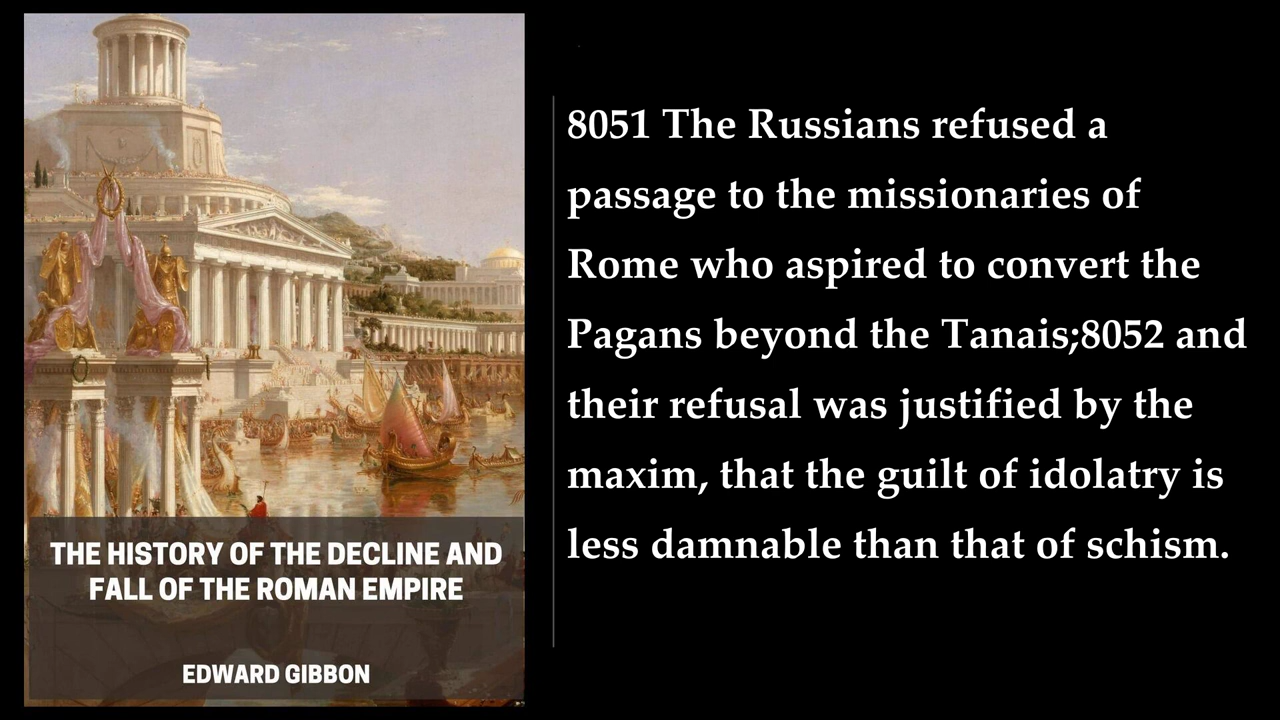 THE HISTORY OF THE DECLINE AND
FALL OF THE ROMAN EMPIRE
EDWARD GIBBON
8051 The Russians refused a
passage to the missionaries of
Rome who aspired to convert the
Pagans beyond the Tanais;8052 and
their refusal was justified by the
maxim, that the guilt of idolatry is
less damnable than that of schism.